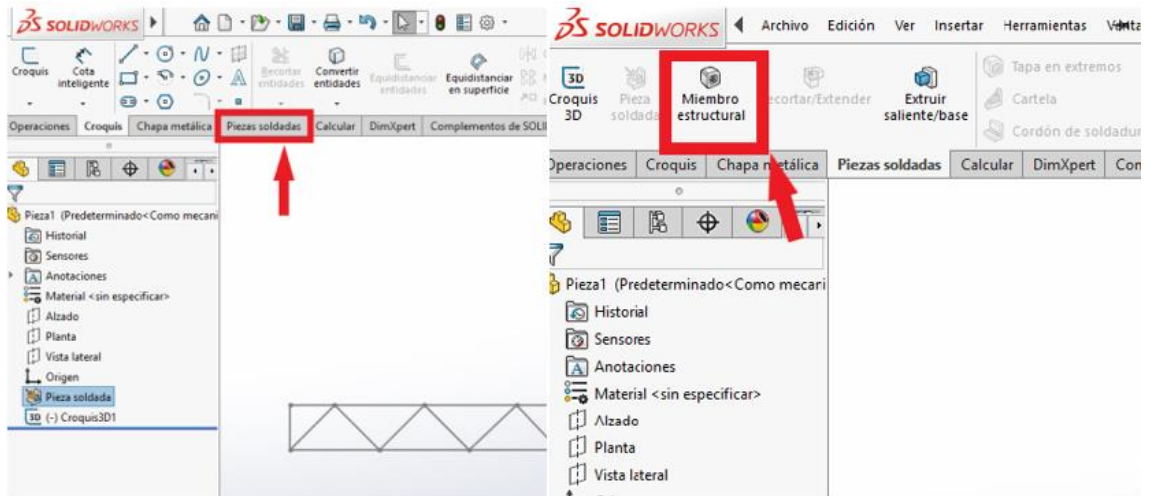 SOLIDWORKS
Croquis
Cota inteligente
Recortar entidades
Convertir entidades
Equidistanciar entidades
Equidistanciar en superficie
Operaciones Croquis Chapa metálica Piezas soldadas Calcular DimXpert Complementos de SOLI
Pieza1 (Predeterminado<Como mecani
Historial
Sensores
Anotaciones
Material <sin especificar>
Alzado
Planta
Vista lateral
Origen
Pieza soldada
3D (-) Croquis3D1
SOLIDWORKS Archivo Edición Ver Insertar Herramientas
Croquis 3D
Pieza soldada
Miembro estructural
ecortar/Extender
Extruir saliente/base
Tapa en extremos
Cartela
Cordón de soldadur
Operaciones Croquis Chapa metálica Piezas soldadas Calcular DimXpert Con
Pieza1 (Predeterminado<Como mecani
Historial
Sensores
Anotaciones
Material <sin especificar>
Alzado
Planta
Vista lateral